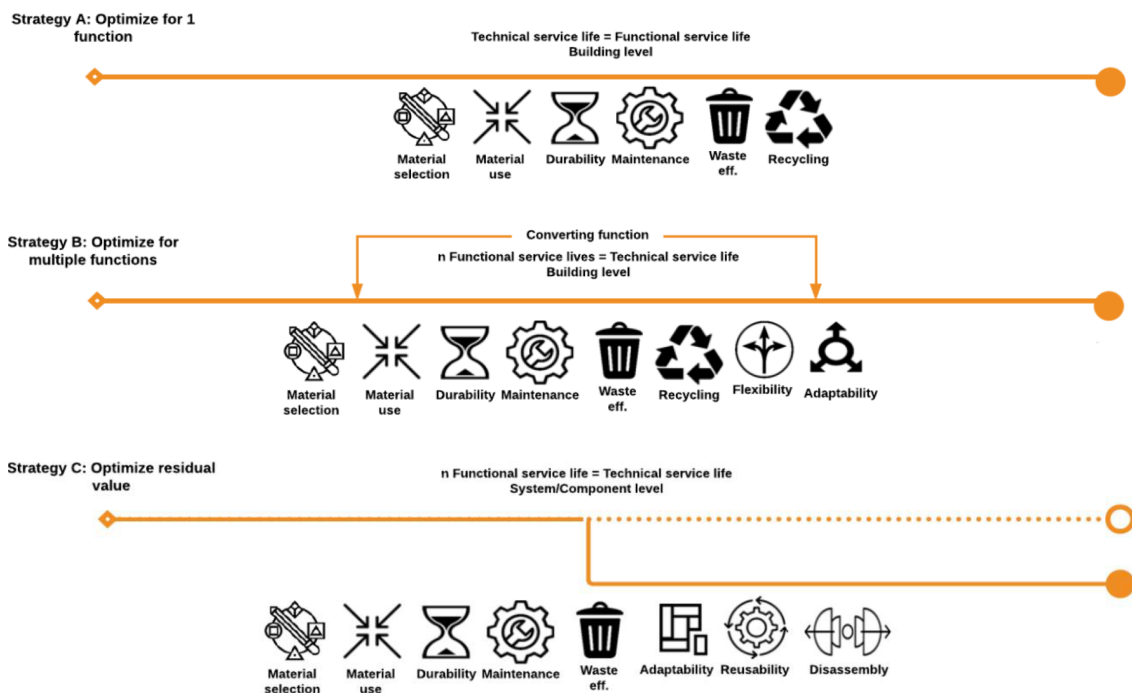 Strategy A: Optimize for 1
function
Technical service life = Functional service life
Building level
Material
selection
Material
use
Durability
Maintenance
Waste
eff.
Recycling
Strategy B: Optimize for
multiple functions
Converting function
n Functional service lives = Technical service life
Building level
Material
selection
Material
use
Durability
Maintenance
Waste
eff.
Recycling
Flexibility
Adaptability
Strategy C: Optimize residual
value
n Functional service life = Technical service life
System/Component level
Material
selection
Material
use
Durability
Maintenance
Waste
eff.
Adaptability
Reusability
Disassembly